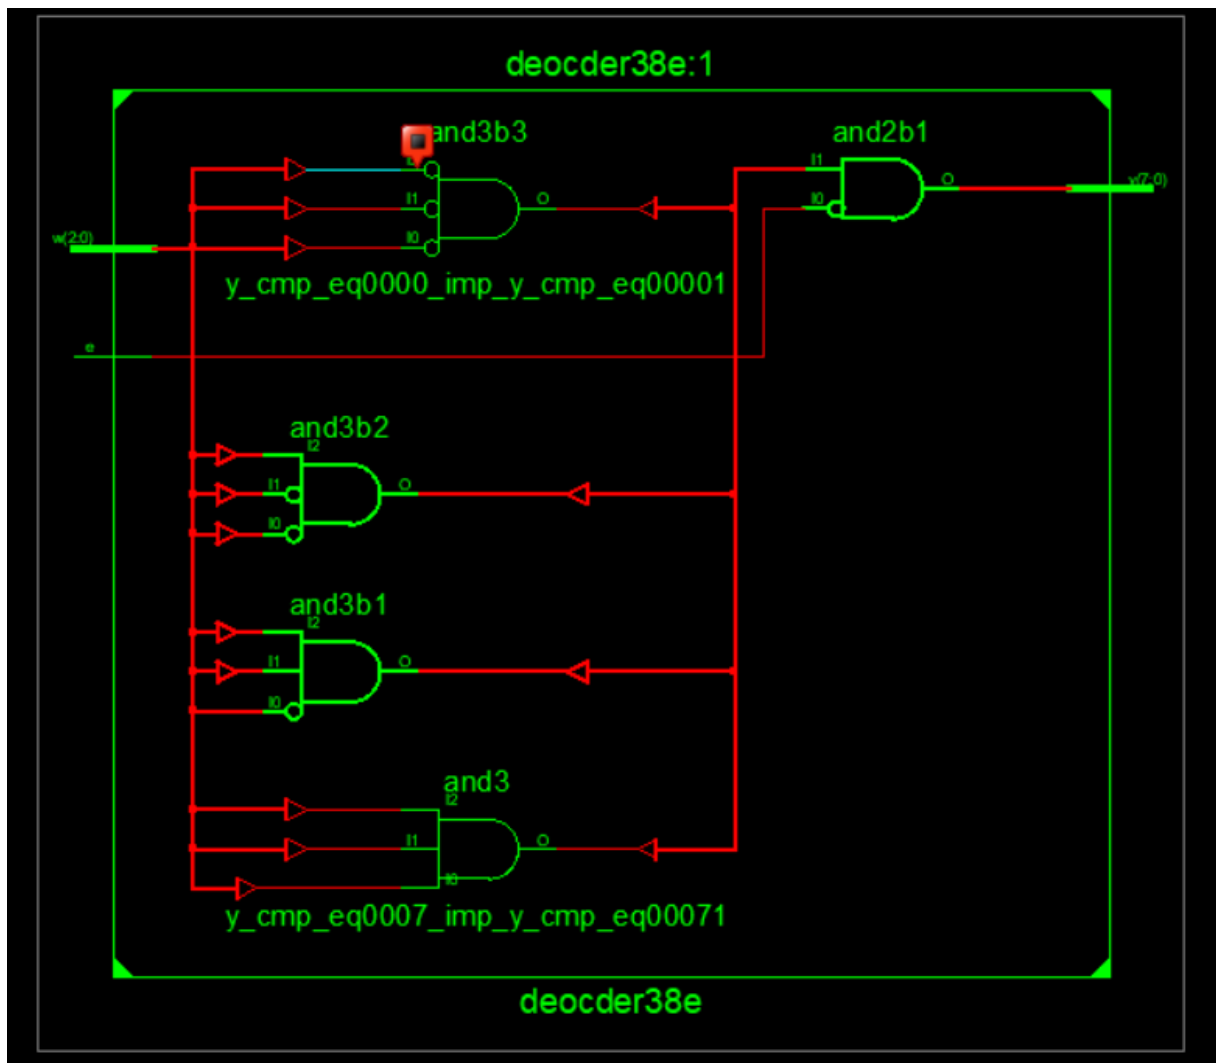 deocder38e:1
and3b3
and2b1
I1
O
I0
y(7:0)
I1
O
I0
w(2:0)
y_cmp_eq0000_imp_y_cmp_eq00001
e
and3b2
I2
I1
O
I0
and3b1
I2
I1
O
I0
and3
I2
I1
O
I0
y_cmp_eq0007_imp_y_cmp_eq00071
deocder38e